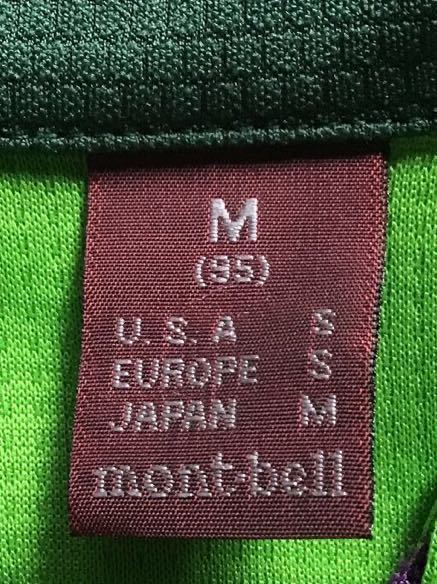 M
(95)
U.S.A S
EUROPE S
JAPAN M
mont-bell